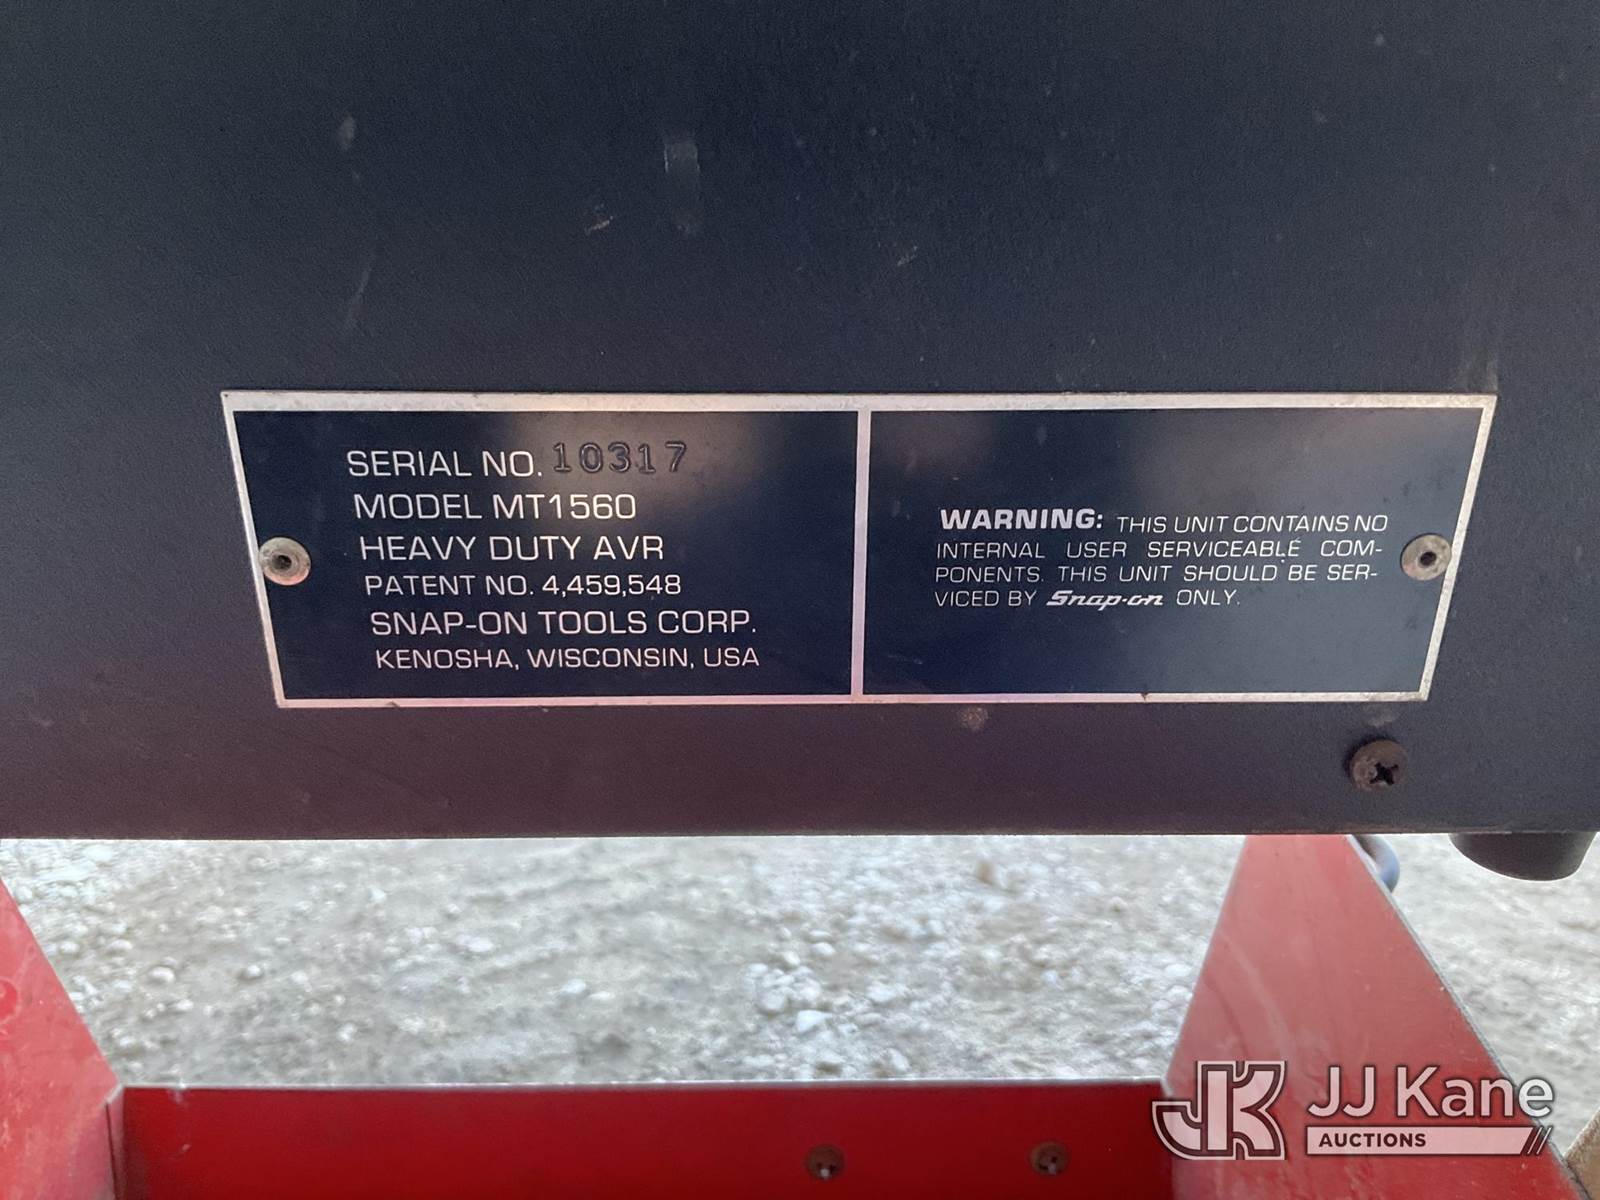 SERIAL NO. 10317
MODEL MT1560
HEAVY DUTY AVR
PATENT NO. 4,459,548
SNAP-ON TOOLS CORP.
KENOSHA, WISCONSIN, USA
WARNING: THIS UNIT CONTAINS NO
INTERNAL USER SERVICEABLE COM-
PONENTS. THIS UNIT SHOULD BE SER-
VICED BY Snap-on ONLY.
JK JJ Kane
AUCTIONS